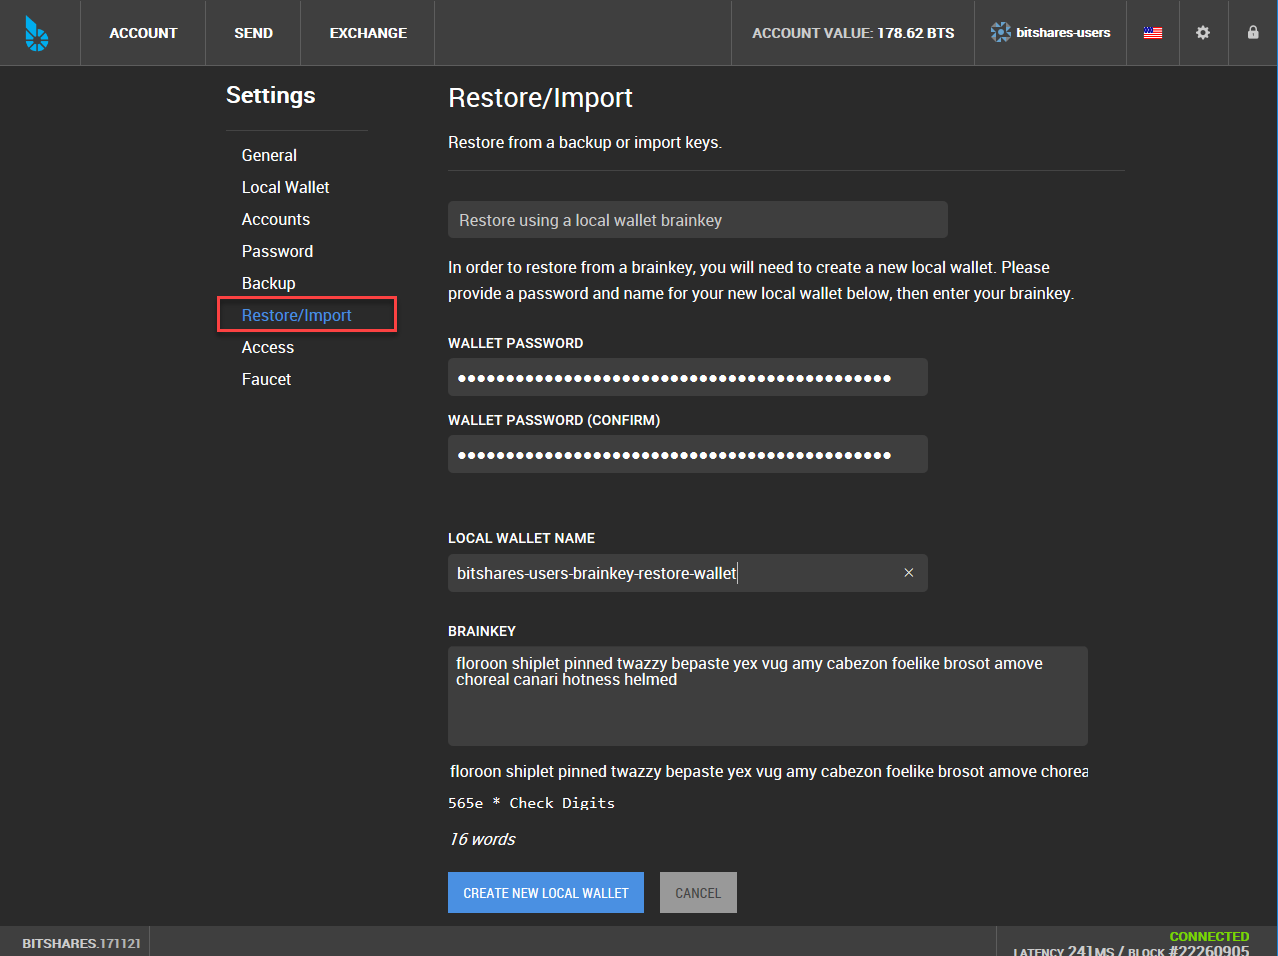 ACCOUNT SEND EXCHANGE ACCOUNT VALUE: 178.62 BTS bitshares-users
Settings
General
Local Wallet
Accounts
Password
Backup
Restore/Import
Access
Faucet
Restore/Import
Restore from a backup or import keys.
Restore using a local wallet brainkey
In order to restore from a brainkey, you will need to create a new local wallet. Please
provide a password and name for your new local wallet below, then enter your brainkey.
WALLET PASSWORD
WALLET PASSWORD (CONFIRM)
LOCAL WALLET NAME
bitshares-users-brainkey-restore-wallet
BRAINKEY
floroon shiplet pinned twazzy bepaste yex vug amy cabezon foelike brosot amove
choreal canari hotness helmed
floroon shiplet pinned twazzy bepaste yex vug amy cabezon foelike brosot amove chorea
565e * Check Digits
16 words
CREATE NEW LOCAL WALLET CANCEL
BITSHARES.171121
CONNECTED
LATENCY 241MS / BLOCK #22260905